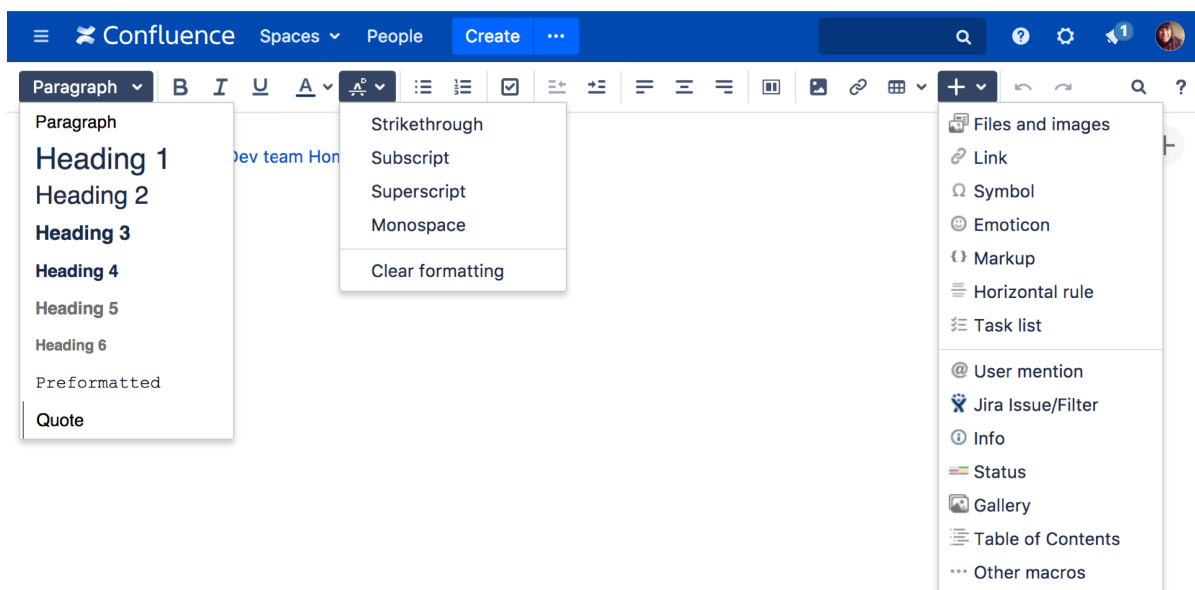 Confluence Spaces People Create ··· ? 1
Paragraph B I U A ?
Paragraph
Heading 1
Heading 2
Heading 3
Heading 4
Heading 5
Heading 6
Preformatted
Quote
Dev team Hom
Strikethrough
Subscript
Superscript
Monospace
Clear formatting
Files and images
Link
Ω Symbol
Emoticon
{} Markup
Horizontal rule
Task list
@ User mention
Jira Issue/Filter
Info
Status
Gallery
Table of Contents
··· Other macros